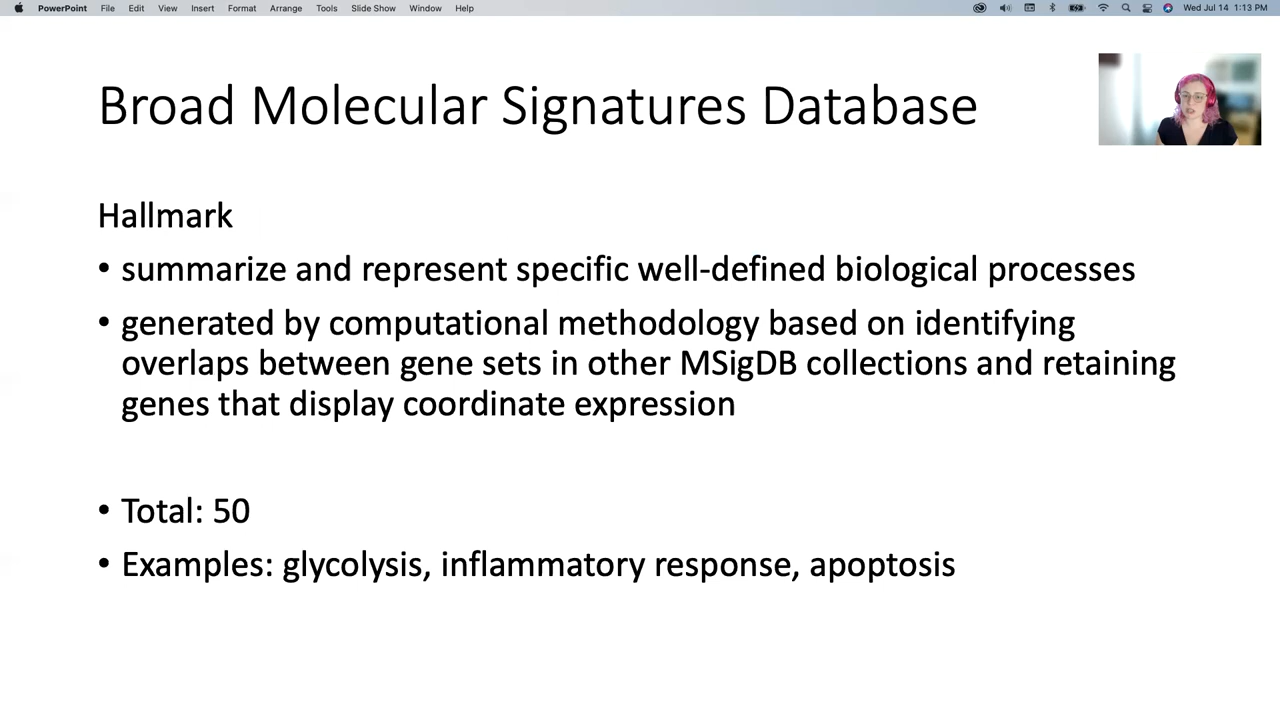 PowerPoint File Edit View Insert Format Arrange Tools Slide Show Window Help Wed Jul 14 1:13 PM
Broad Molecular Signatures Database
Hallmark
• summarize and represent specific well-defined biological processes
• generated by computational methodology based on identifying
overlaps between gene sets in other MSigDB collections and retaining
genes that display coordinate expression
• Total: 50
• Examples: glycolysis, inflammatory response, apoptosis